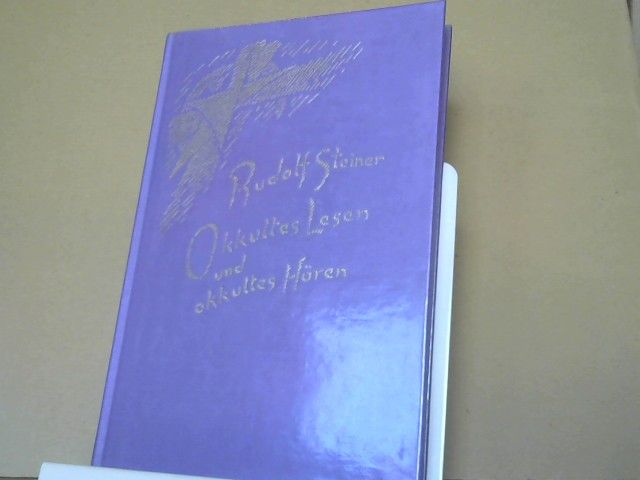 Rudolf Steiner
Okkultes Lesen
und
okkultes Hören